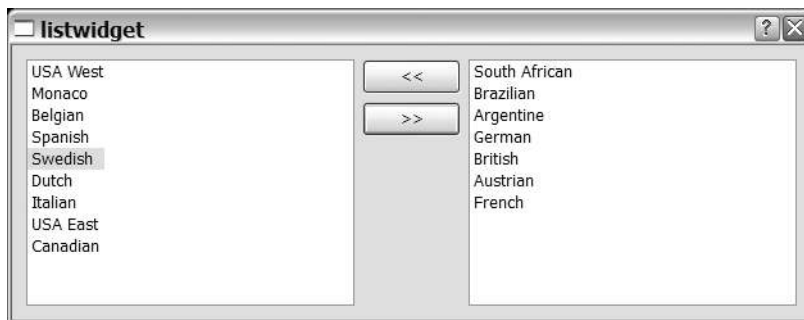 listwidget
?
USA West
Monaco
Belgian
Spanish
Swedish
Dutch
Italian
USA East
Canadian
<<
>>
South African
Brazilian
Argentine
German
British
Austrian
French